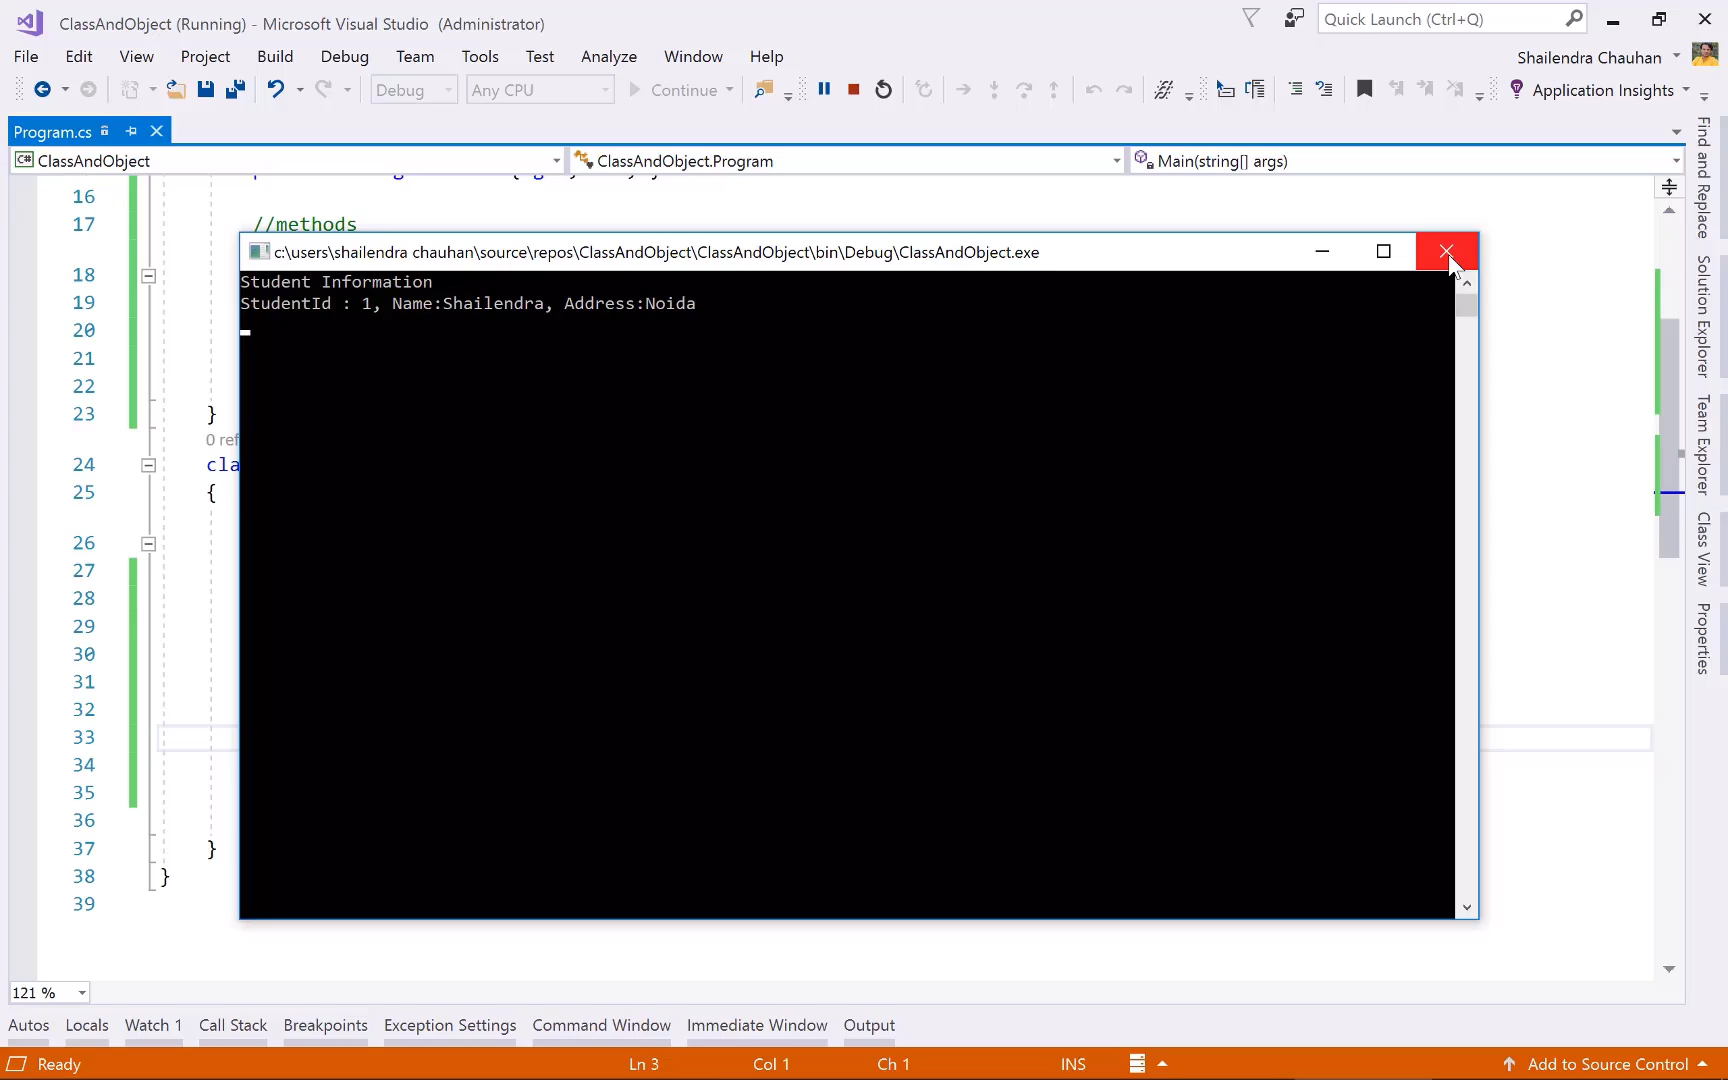 ClassAndObject (Running) - Microsoft Visual Studio (Administrator)
Quick Launch (Ctrl+Q)
File Edit View Project Build Debug Team Tools Test Analyze Window Help
Shailendra Chauhan
Debug Any CPU Continue Application Insights
Program.cs
C# ClassAndObject ClassAndObject.Program Main(string[] args)
16
17 //methods
c:\users\shailendra chauhan\source\repos\ClassAndObject\ClassAndObject\bin\Debug\ClassAndObject.exe
Student Information
StudentId : 1, Name:Shailendra, Address:Noida
18
19
20
21
22
23 }
0 ref
24 cla
25 {
26
27
28
29
30
31
32
33
34
35
36
37 }
38 }
39
Find and Replace
Solution Explorer
Team Explorer
Class View
Properties
121 %
Autos Locals Watch 1 Call Stack Breakpoints Exception Settings Command Window Immediate Window Output
Ready Ln 3 Col 1 Ch 1 INS Add to Source Control